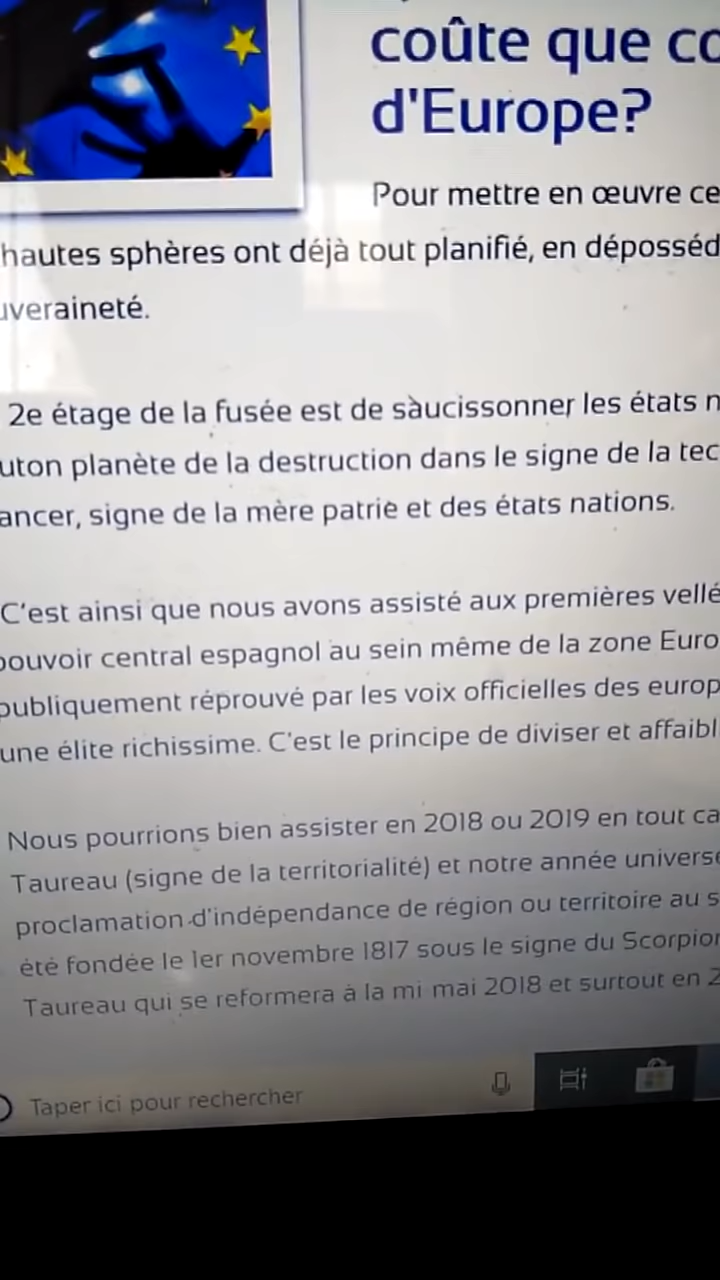 coûte que co
d'Europe?
Pour mettre en œuvre ce
hautes sphères ont déjà tout planifié, en déposséd
uveraineté.
2e étage de la fusée est de saucissonner les états n
uton planète de la destruction dans le signe de la tec
ancer, signe de la mère patrie et des états nations.
C'est ainsi que nous avons assisté aux premières vellé
pouvoir central espagnol au sein même de la zone Euro
publiquement réprouvé par les voix officielles des europ
une élite richissime. C'est le principe de diviser et affaibl
Nous pourrions bien assister en 2018 ou 2019 en tout ca
Taureau (signe de la territorialité) et notre année universe
proclamation d'indépendance de région ou territoire au s
été fondée le 1er novembre 1817 sous le signe du Scorpion
Taureau qui se reformera à la mi mai 2018 et surtout en 2
Taper ici pour rechercher